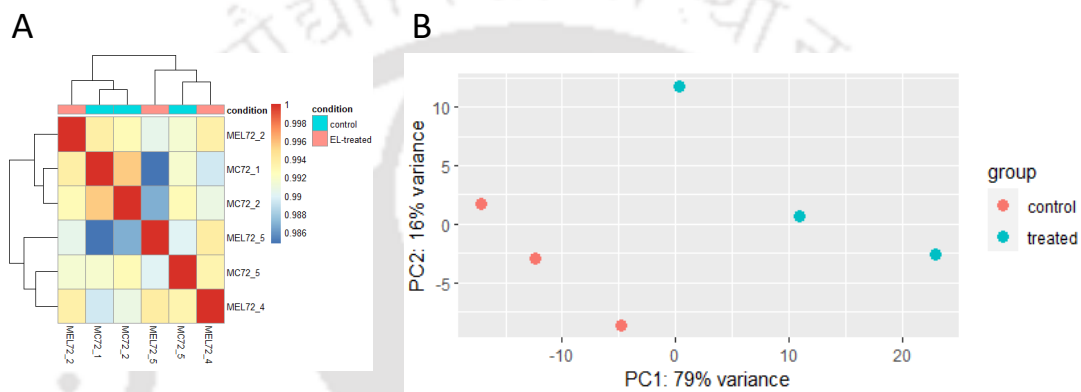 A
B
condition
1
0.998
0.996
0.994
0.992
0.99
0.988
0.986
condition
control
EL-treated
MEL72_2
MC72_1
MC72_2
MEL72_5
MC72_5
MEL72_4
MEL72_2
MC72_1
MC72_2
MEL72_5
MC72_5
MEL72_4
PC2: 16% variance
10
5
0
-5
-10
0
10
20
PC1: 79% variance
group
control
treated